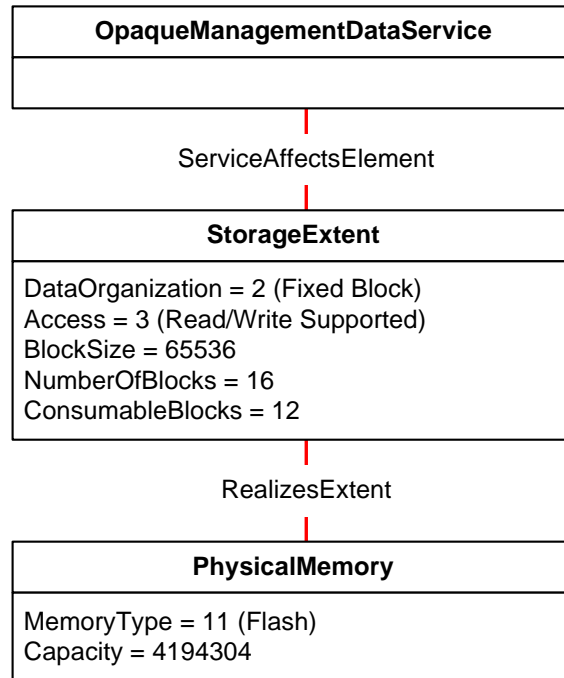 OpaqueManagementDataService
ServiceAffectsElement
StorageExtent
DataOrganization = 2 (Fixed Block)
Access = 3 (Read/Write Supported)
BlockSize = 65536
NumberOfBlocks = 16
ConsumableBlocks = 12
RealizesExtent
PhysicalMemory
MemoryType = 11 (Flash)
Capacity = 4194304